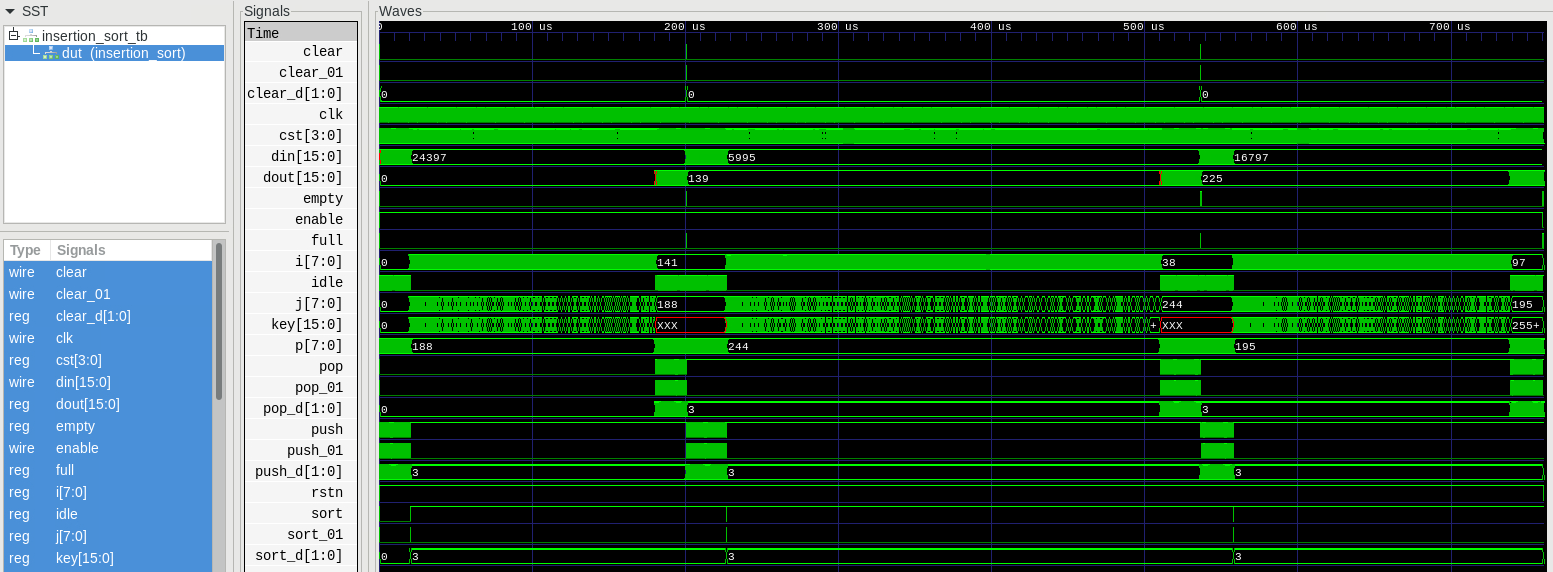 SST
insertion_sort_tb
dut (insertion_sort)
Type Signals
wire clear
wire clear_01
reg clear_d[1:0]
wire clk
reg cst[3:0]
wire din[15:0]
reg dout[15:0]
reg empty
wire enable
reg full
reg i[7:0]
reg idle
reg j[7:0]
reg key[15:0]
Signals
Time
clear
clear_01
clear_d[1:0]
clk
cst[3:0]
din[15:0]
dout[15:0]
empty
enable
full
i[7:0]
idle
j[7:0]
key[15:0]
p[7:0]
pop
pop_01
pop_d[1:0]
push
push_01
push_d[1:0]
rstn
sort
sort_01
sort_d[1:0]
Waves
0 100 us 200 us 300 us 400 us 500 us 600 us 700 us
0 0 0
24397 5995 16797
0 139 225
0 141 38 97
0 188 244 195
0 XXX + XXX 255+
188 244 195
0 3 3
3 3 3
0 3 3 3